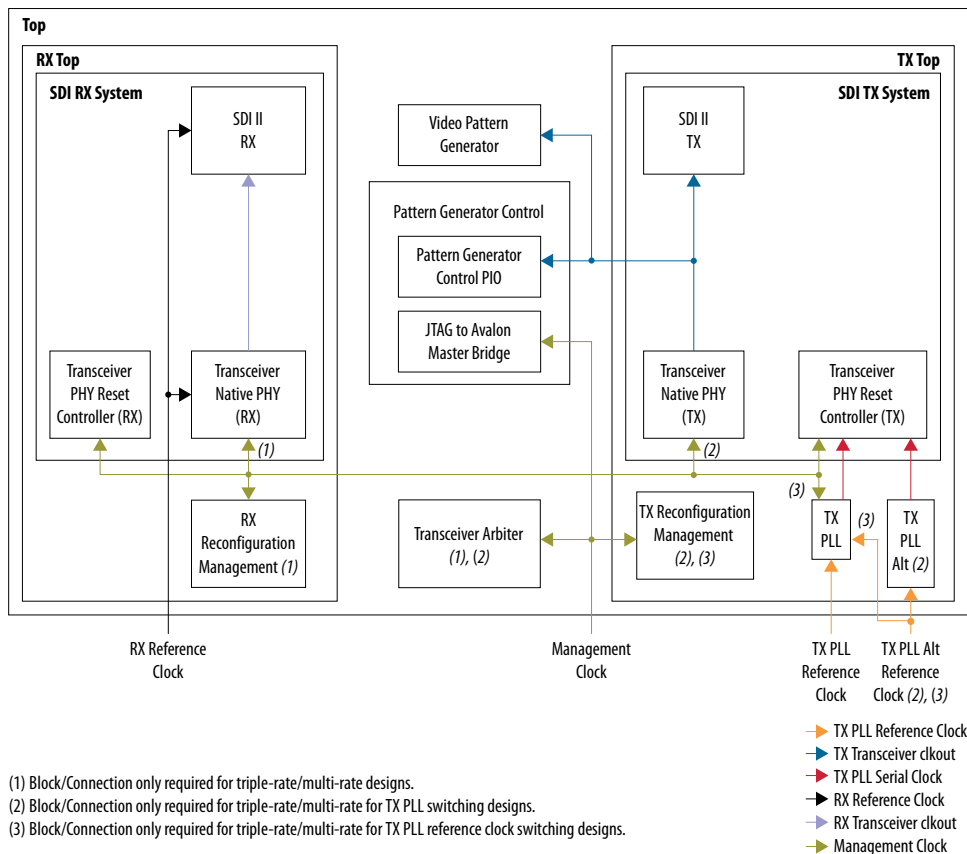 Top
RX Top
SDI RX System
SDI II
RX
Transceiver
PHY Reset
Controller (RX)
Transceiver
Native PHY
(RX)
(1)
RX
Reconfiguration
Management (1)
Video Pattern
Generator
Pattern Generator Control
Pattern Generator
Control PIO
JTAG to Avalon
Master Bridge
Transceiver Arbiter
(1), (2)
TX Top
SDI TX System
SDI II
TX
Transceiver
Native PHY
(TX)
(2)
Transceiver
PHY Reset
Controller (TX)
TX Reconfiguration
Management
(2), (3)
(3)
TX
PLL
(3)
TX
PLL
Alt (2)
RX Reference
Clock
Management
Clock
TX PLL
Reference
Clock
TX PLL Alt
Reference
Clock (2), (3)
TX PLL Reference Clock
TX Transceiver clkout
TX PLL Serial Clock
RX Reference Clock
RX Transceiver clkout
Management Clock
(1) Block/Connection only required for triple-rate/multi-rate designs.
(2) Block/Connection only required for triple-rate/multi-rate for TX PLL switching designs.
(3) Block/Connection only required for triple-rate/multi-rate for TX PLL reference clock switching designs.